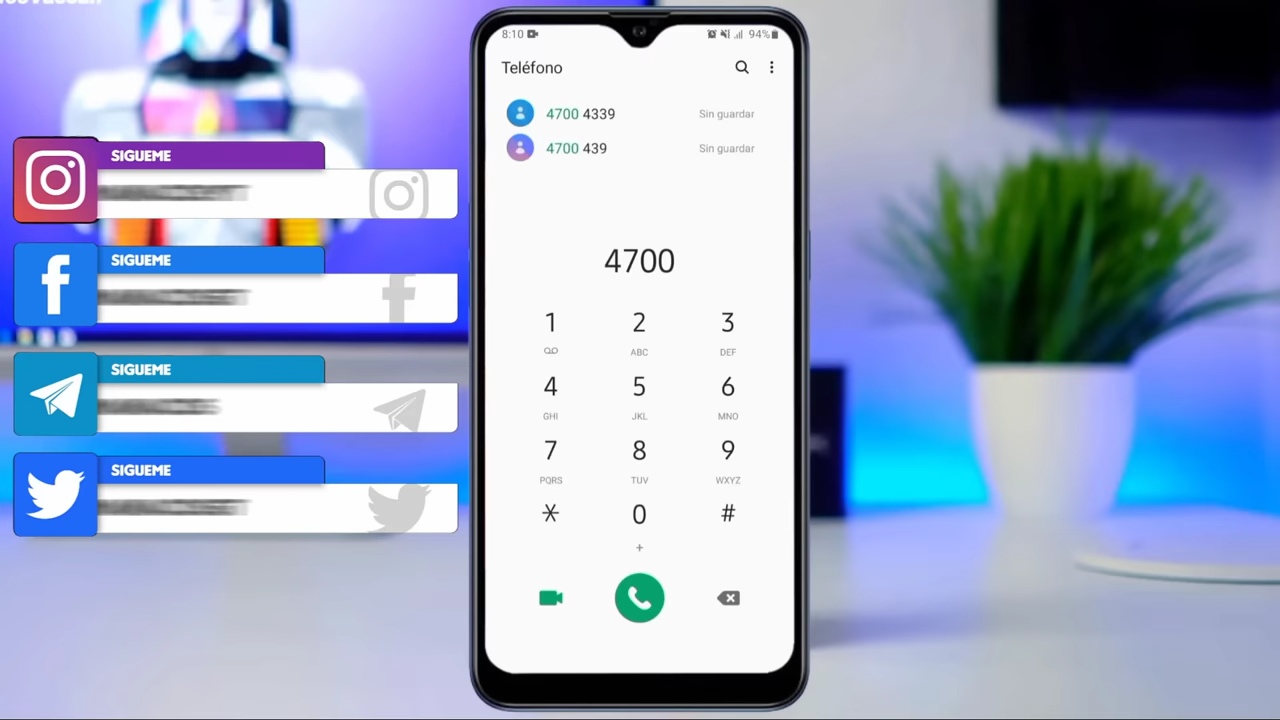 SIGUEME
SIGUEME
SIGUEME
SIGUEME
8:10
94%
Teléfono
4700 4339 Sin guardar
4700 439 Sin guardar
4700
1 2 3
ABC DEF
4 5 6
GHI JKL MNO
7 8 9
PQRS TUV WXYZ
* 0 #
+